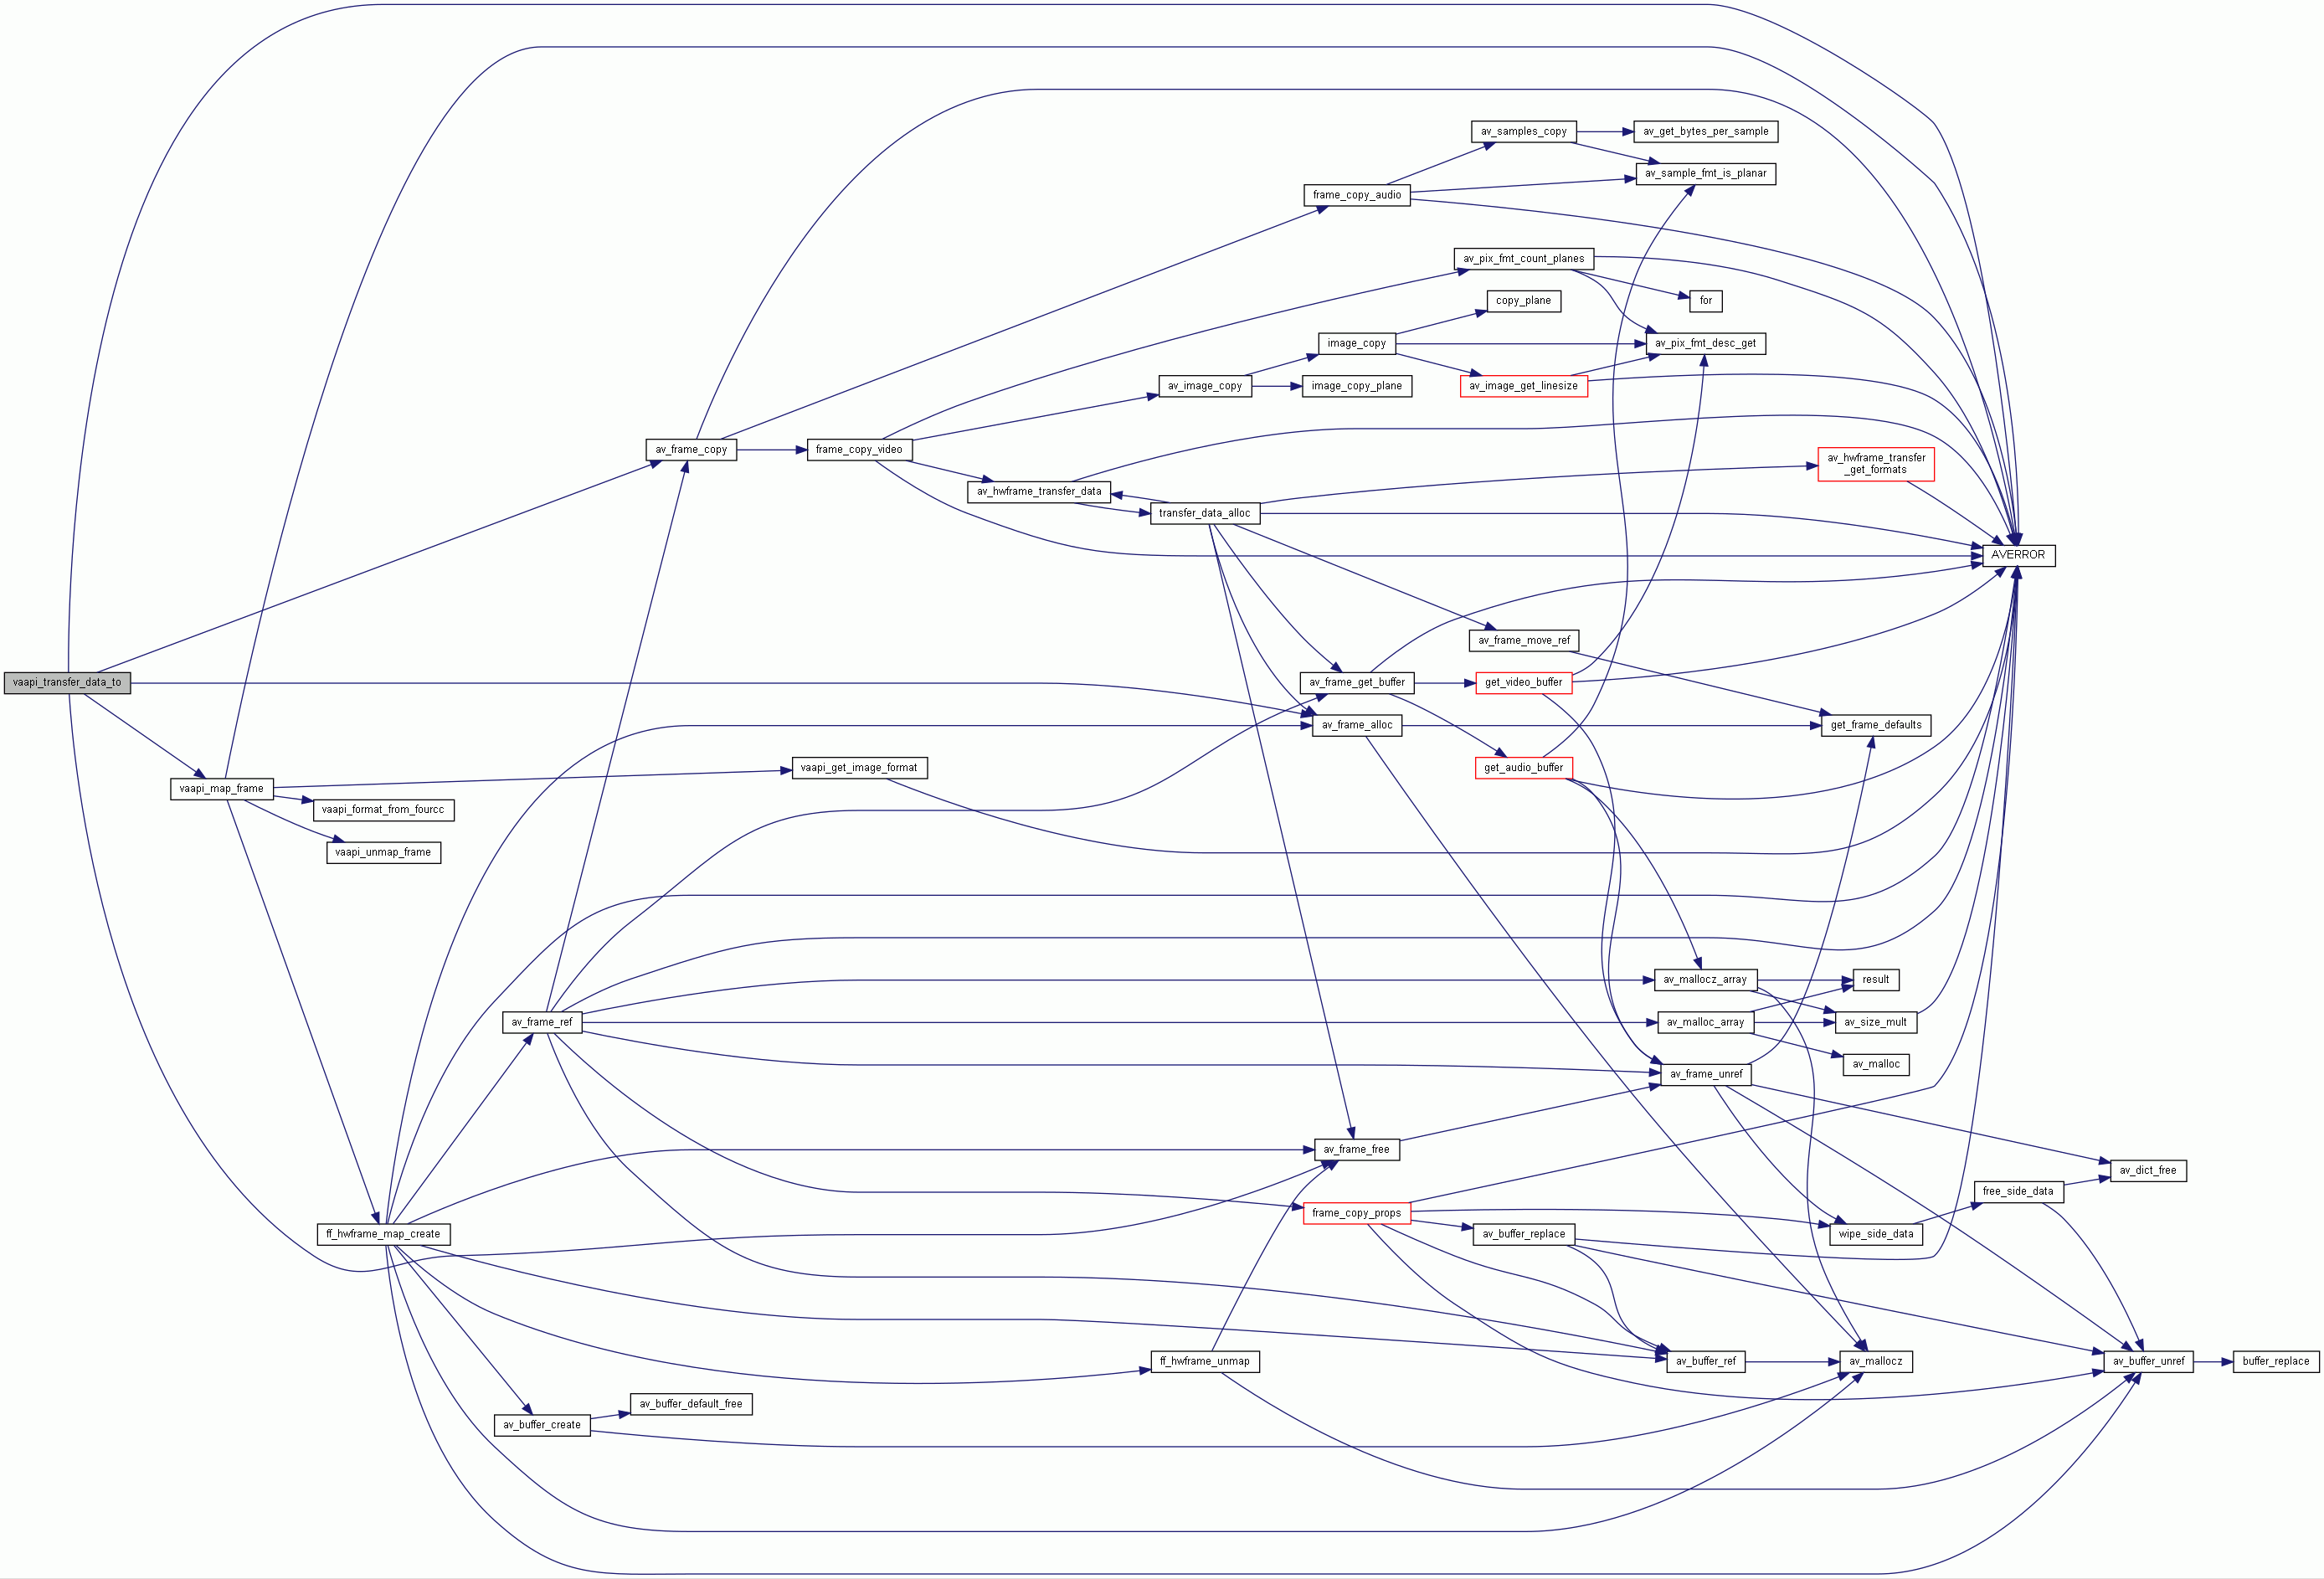 av_samples_copy
av_get_bytes_per_sample
av_sample_fmt_is_planar
frame_copy_audio
av_pix_fmt_count_planes
copy_plane
for
image_copy
av_pix_fmt_desc_get
av_image_copy
image_copy_plane
av_image_get_linesize
av_frame_copy
frame_copy_video
av_hwframe_transfer
_get_formats
av_hwframe_transfer_data
transfer_data_alloc
AVERROR
av_frame_move_ref
vaapi_transfer_data_to
av_frame_get_buffer
get_video_buffer
av_frame_alloc
get_frame_defaults
vaapi_get_image_format
get_audio_buffer
vaapi_map_frame
vaapi_format_from_fourcc
vaapi_unmap_frame
av_mallocz_array
result
av_frame_ref
av_malloc_array
av_size_mult
av_malloc
av_frame_unref
av_frame_free
av_dict_free
free_side_data
frame_copy_props
ff_hwframe_map_create
av_buffer_replace
wipe_side_data
ff_hwframe_unmap
av_buffer_ref
av_mallocz
av_buffer_unref
buffer_replace
av_buffer_default_free
av_buffer_create